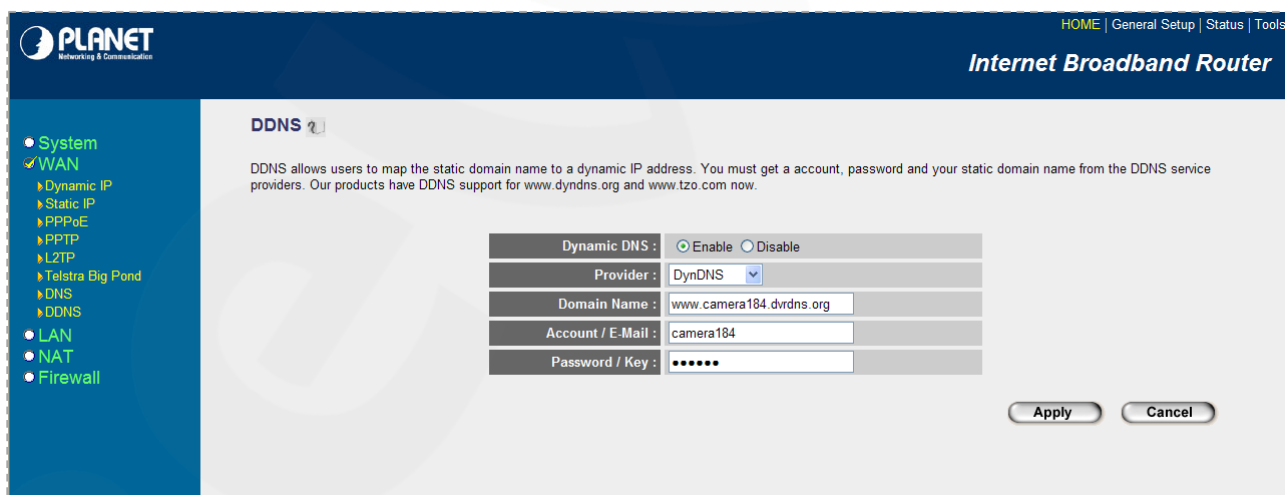 PLANET
Networking & Communication
HOME | General Setup | Status | Tools
Internet Broadband Router
System
WAN
Dynamic IP
Static IP
PPPoE
PPTP
L2TP
Telstra Big Pond
DNS
DDNS
LAN
NAT
Firewall
DDNS
DDNS allows users to map the static domain name to a dynamic IP address. You must get a account, password and your static domain name from the DDNS service
providers. Our products have DDNS support for www.dyndns.org and www.tzo.com now.
Dynamic DNS : Enable Disable
Provider : DynDNS
Domain Name : www.camera184.dvrdns.org
Account / E-Mail : camera184
Password / Key : ••••••
Apply Cancel